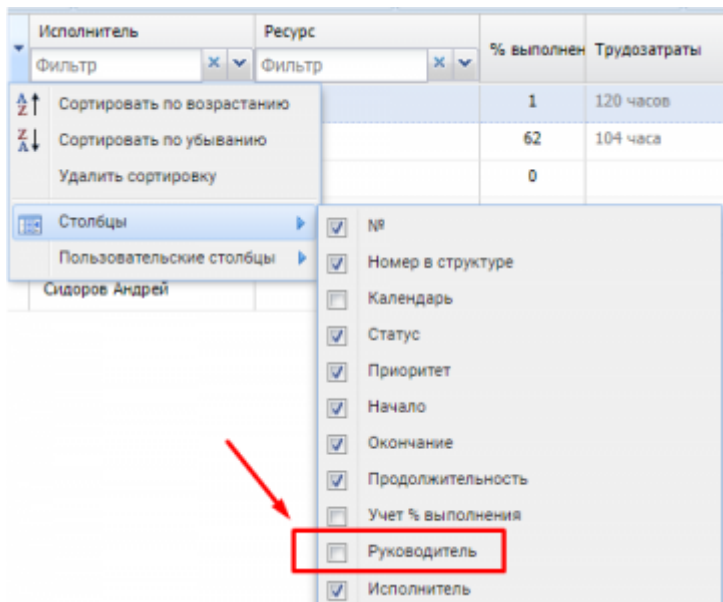 Исполнитель
Ресурс
% выполнен
Трудозатраты
Фильтр
Фильтр
Сортировать по возрастанию
1
120 часов
Сортировать по убыванию
62
104 часа
Удалить сортировку
0
Столбцы
№
Пользовательские столбцы
Номер в структуре
Сидоров Андрей
Календарь
Статус
Приоритет
Начало
Окончание
Продолжительность
Учет % выполнения
Руководитель
Исполнитель